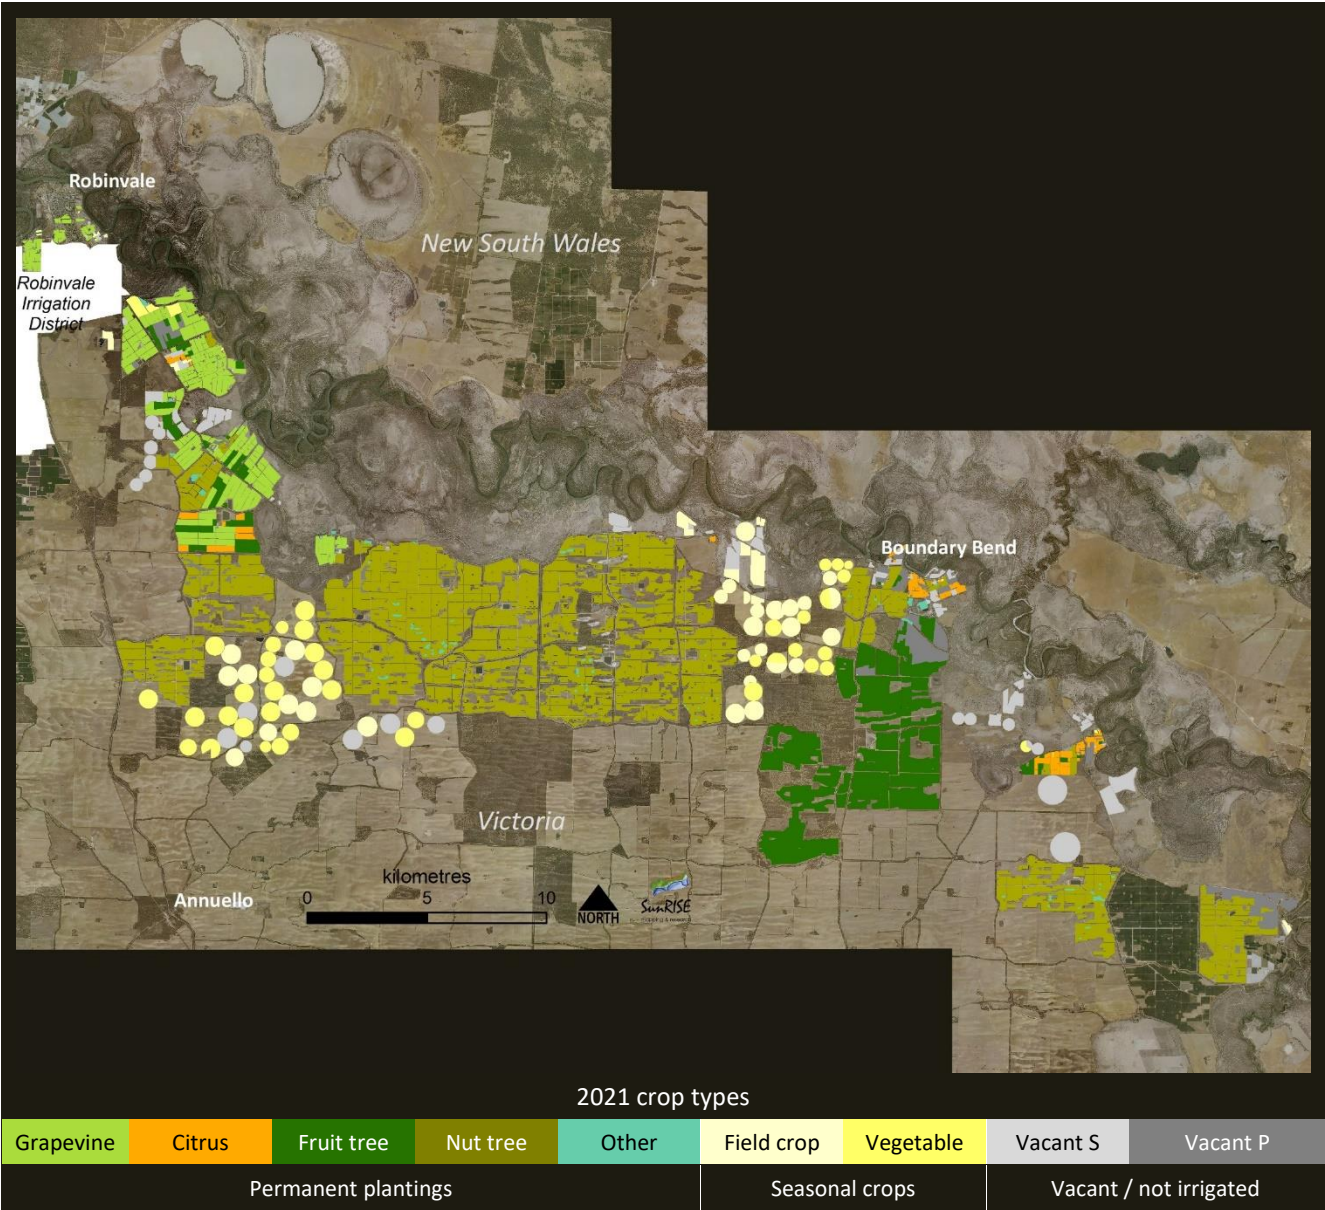 Robinvale
New South Wales
Robinvale
Irrigation
District
Boundary Bend
Victoria
Annuello
kilometres
0 5 10
NORTH
SunRISE
2021 crop types
Grapevine Citrus Fruit tree Nut tree Other Field crop Vegetable Vacant S Vacant P
Permanent plantings Seasonal crops Vacant / not irrigated